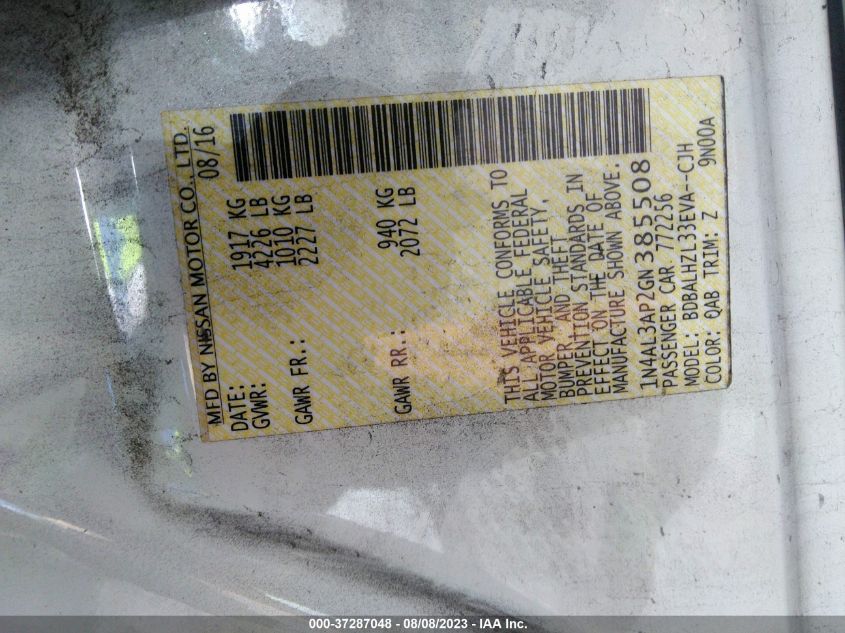 MFD BY NISSAN MOTOR CO., LTD.
DATE: 08/16
GVWR: 1917 KG
4226 LB
GAWR FR.: 1010 KG
2227 LB
GAWR RR.: 940 KG
2072 LB
THIS VEHICLE CONFORMS TO
ALL APPLICABLE FEDERAL
MOTOR VEHICLE SAFETY,
BUMPER, AND THEFT
PREVENTION STANDARDS IN
EFFECT ON THE DATE OF
MANUFACTURE SHOWN ABOVE.
1N4AL3AP2GN385508
PASSENGER CAR 772256
MODEL: BDBALHZL33EVA--CJH
COLOR: QAB TRIM: Z 9N00A
000-37287048 - 08/08/2023 - IAA Inc.